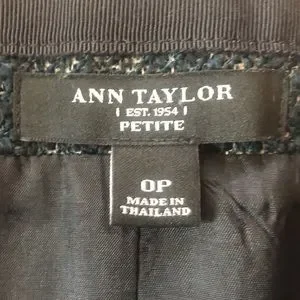 ANN TAYLOR
EST. 1954
PETITE
0P
MADE IN
THAILAND